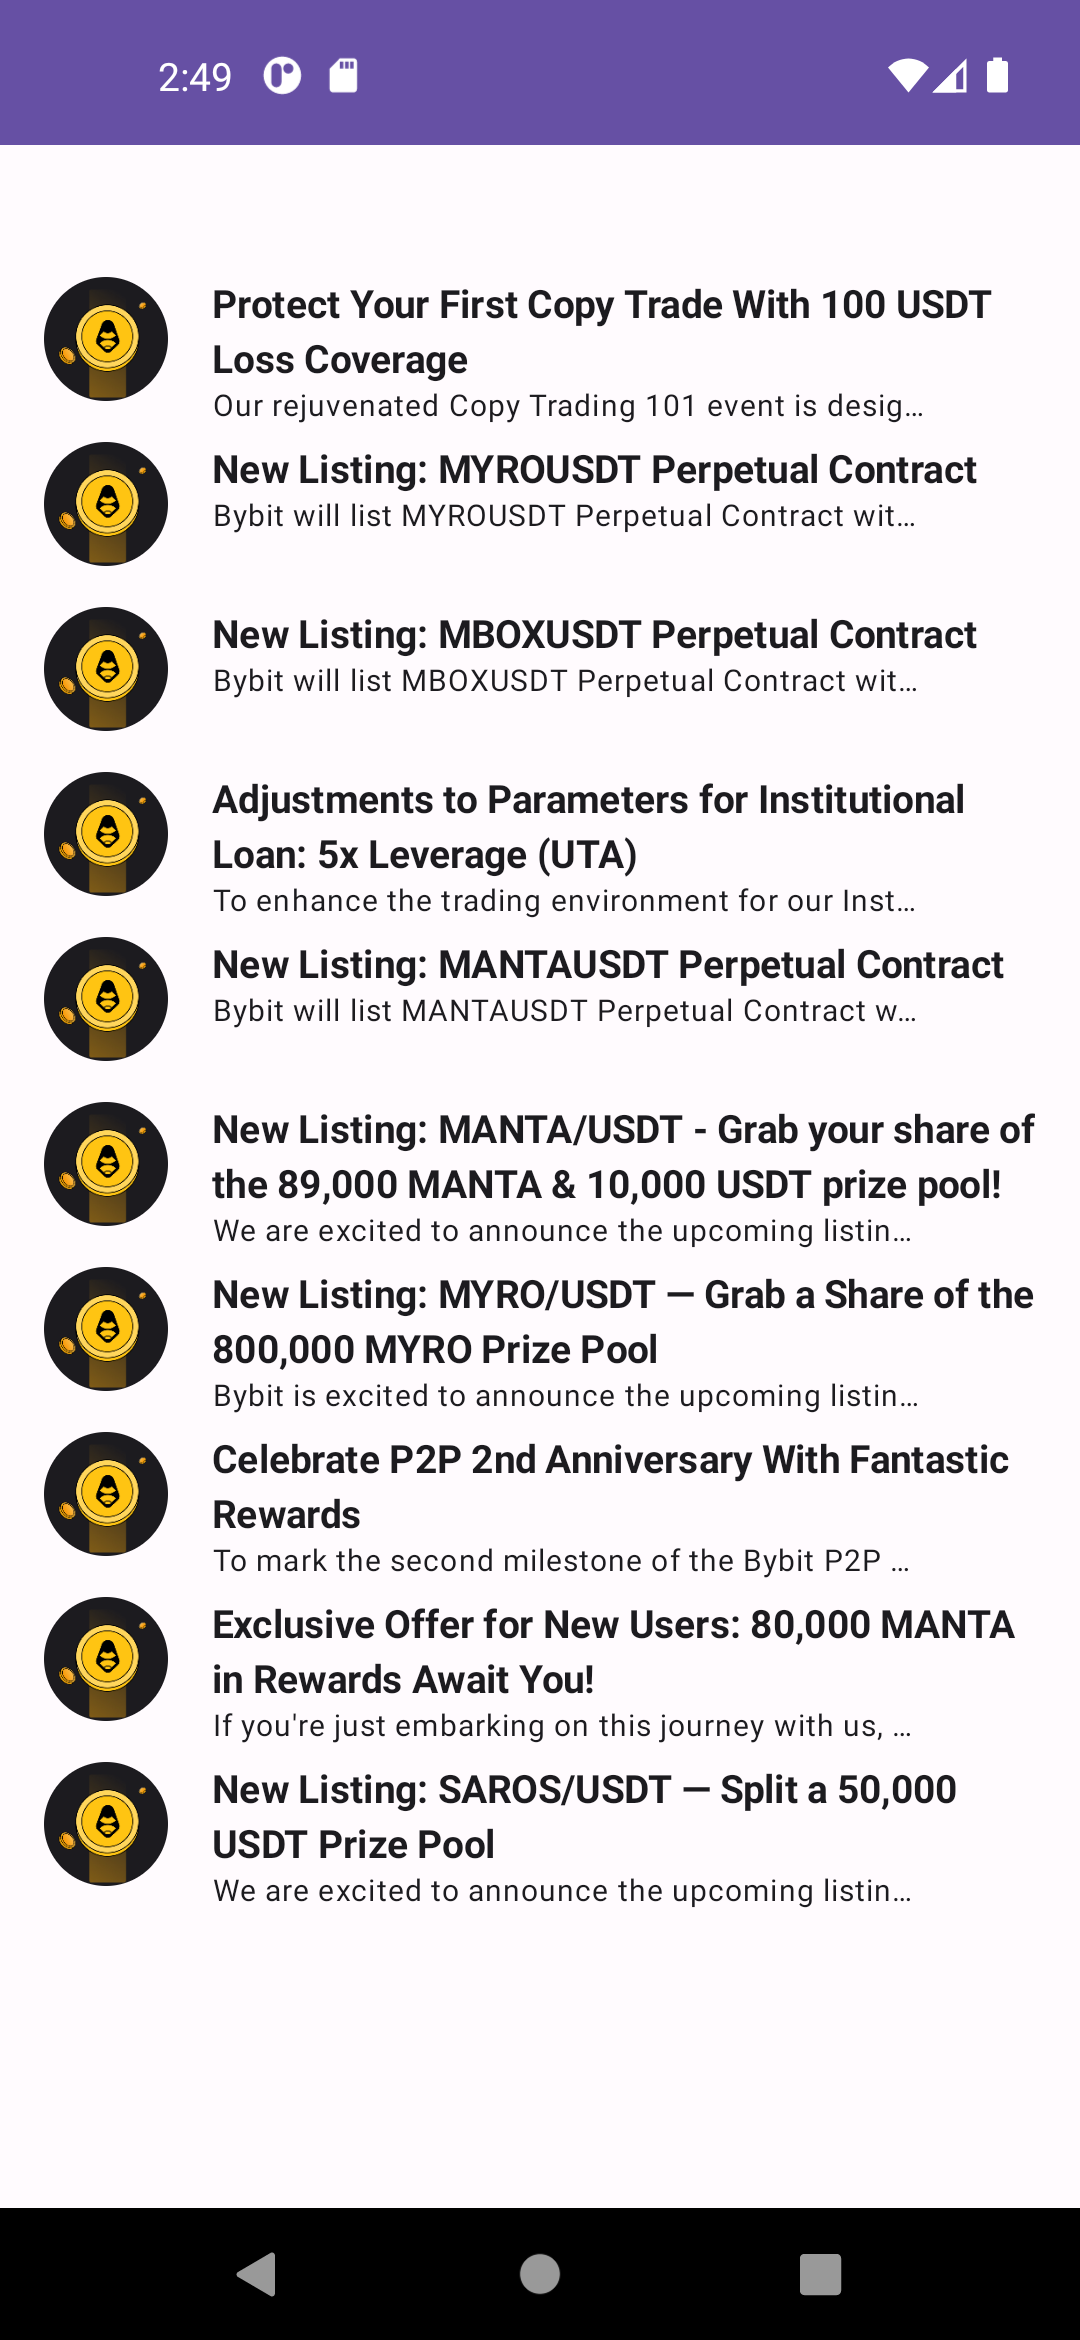 2:49
Protect Your First Copy Trade With 100 USDT
Loss Coverage
Our rejuvenated Copy Trading 101 event is desig…
New Listing: MYROUSDT Perpetual Contract
Bybit will list MYROUSDT Perpetual Contract wit…
New Listing: MBOXUSDT Perpetual Contract
Bybit will list MBOXUSDT Perpetual Contract wit…
Adjustments to Parameters for Institutional
Loan: 5x Leverage (UTA)
To enhance the trading environment for our Inst…
New Listing: MANTAUSDT Perpetual Contract
Bybit will list MANTAUSDT Perpetual Contract w…
New Listing: MANTA/USDT - Grab your share of
the 89,000 MANTA & 10,000 USDT prize pool!
We are excited to announce the upcoming listin…
New Listing: MYRO/USDT — Grab a Share of the
800,000 MYRO Prize Pool
Bybit is excited to announce the upcoming listin…
Celebrate P2P 2nd Anniversary With Fantastic
Rewards
To mark the second milestone of the Bybit P2P …
Exclusive Offer for New Users: 80,000 MANTA
in Rewards Await You!
If you're just embarking on this journey with us, …
New Listing: SAROS/USDT — Split a 50,000
USDT Prize Pool
We are excited to announce the upcoming listin…